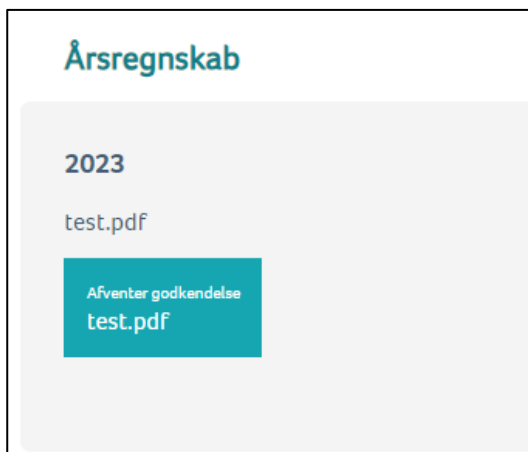 Årsregnskab
2023
test.pdf
Afventer godkendelse
test.pdf